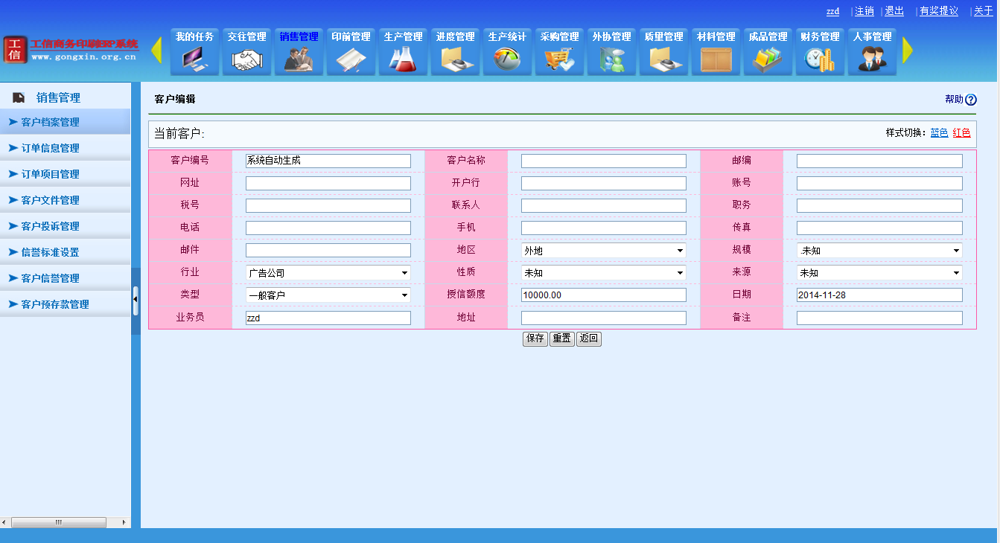 zzd |注销 |退出 |有奖提议 |关于
工信
工信商务印刷ERP系统
www.gongxin.org.cn
我的任务 交往管理 销售管理 印前管理 生产管理 进度管理 生产统计 采购管理 外协管理 质量管理 材料管理 成品管理 财务管理 人事管理
销售管理
客户档案管理
订单信息管理
订单项目管理
客户文件管理
客户投诉管理
信誉标准设置
客户信誉管理
客户预存款管理
客户编辑 帮助
当前客户: 样式切换：蓝色 红色
客户编号 系统自动生成 客户名称 邮编
网址 开户行 账号
税号 联系人 职务
电话 手机 传真
邮件 地区 外地 规模 .未知
行业 广告公司 性质 未知 来源 未知
类型 一般客户 授信额度 10000.00 日期 2014-11-28
业务员 zzd 地址 备注
保存 重置 返回